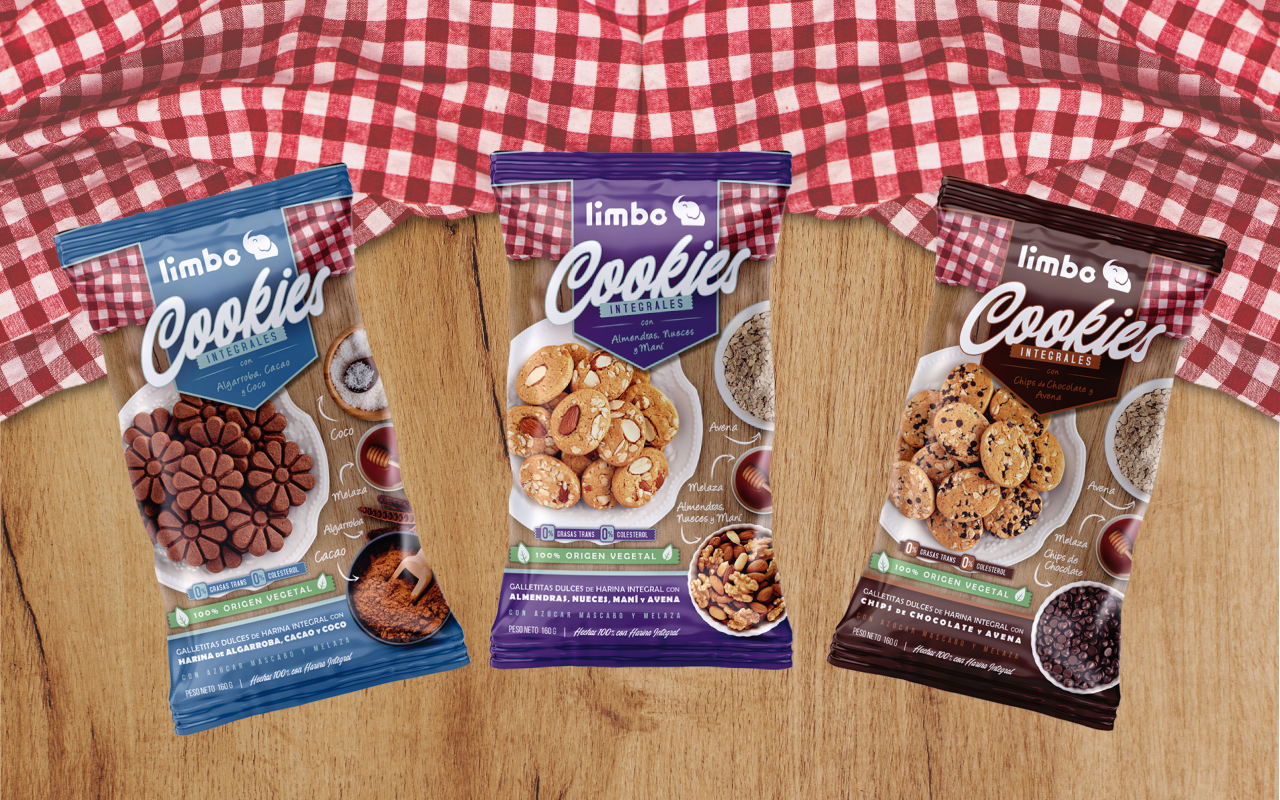 limbo
Cookies
INTEGRALES
con
Algarroba, Cacao
y Coco
Coco
Melaza
Algarroba
Cacao
0% GRASAS TRANS 0% COLESTEROL
100% ORIGEN VEGETAL
GALLETITAS DULCES DE HARINA INTEGRAL CON
HARINA DE ALGARROBA, CACAO Y COCO
CON AZÚCAR MASCABO Y MELAZA
PESO NETO 160 G | Hechas 100% con Harina Integral
limbo
Cookies
INTEGRALES
con
Almendras, Nueces
y Maní
Avena
Melaza
Almendras,
Nueces y Maní
0% GRASAS TRANS 0% COLESTEROL
100% ORIGEN VEGETAL
GALLETITAS DULCES DE HARINA INTEGRAL CON
ALMENDRAS, NUECES, MANÍ Y AVENA
CON AZÚCAR MASCABO Y MELAZA
PESO NETO 160 G | Hechas 100% con Harina Integral
limbo
Cookies
INTEGRALES
con
Chips de Chocolate y
Avena
Avena
Melaza
Chips de
Chocolate
0% GRASAS TRANS 0% COLESTEROL
100% ORIGEN VEGETAL
GALLETITAS DULCES DE HARINA INTEGRAL CON
CHIPS DE CHOCOLATE Y AVENA
CON AZÚCAR MASCABO Y MELAZA
PESO NETO 160 G | Hechas 100% con Harina Integral